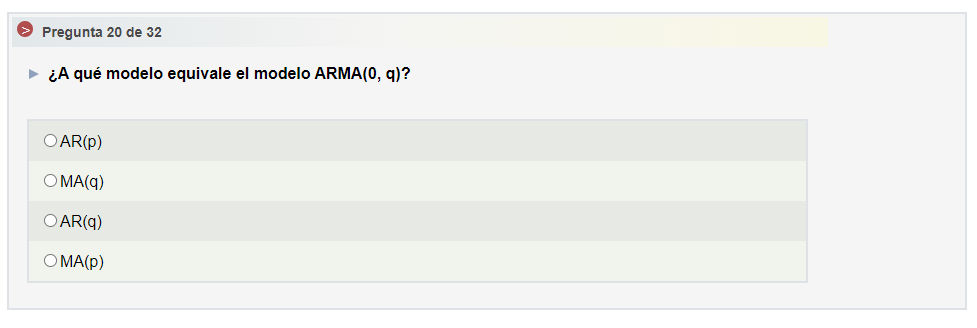 Pregunta 20 de 32
¿A qué modelo equivale el modelo ARMA(0, q)?
AR(p)
MA(q)
AR(q)
MA(p)